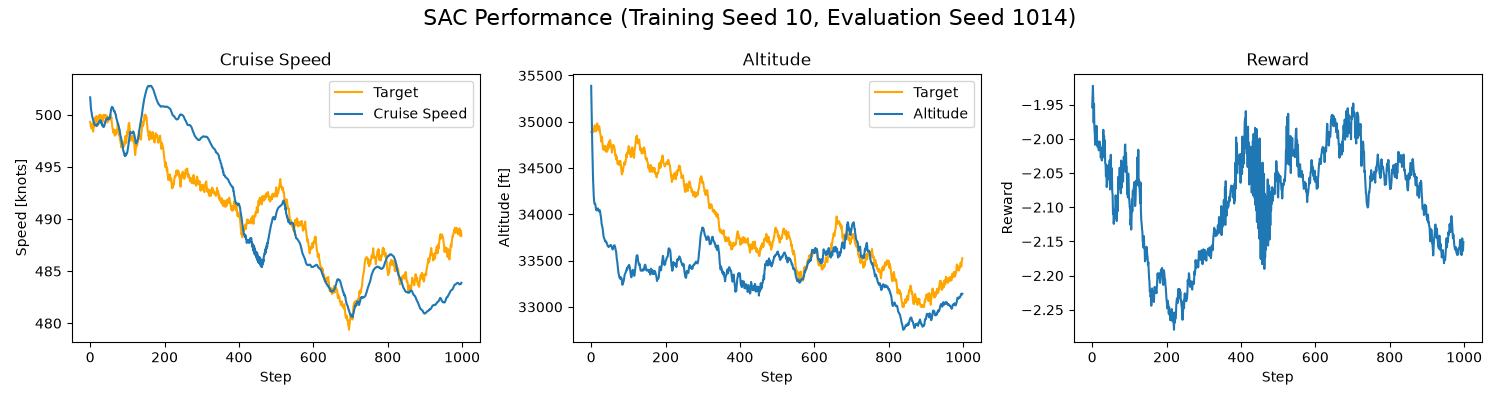 SAC Performance (Training Seed 10, Evaluation Seed 1014)
Cruise Speed
Speed [knots]
500
495
490
485
480
0 200 400 600 800 1000
Step
Target
Cruise Speed
Altitude
Altitude [ft]
35500
35000
34500
34000
33500
33000
0 200 400 600 800 1000
Step
Target
Altitude
Reward
Reward
−1.95
−2.00
−2.05
−2.10
−2.15
−2.20
−2.25
0 200 400 600 800 1000
Step